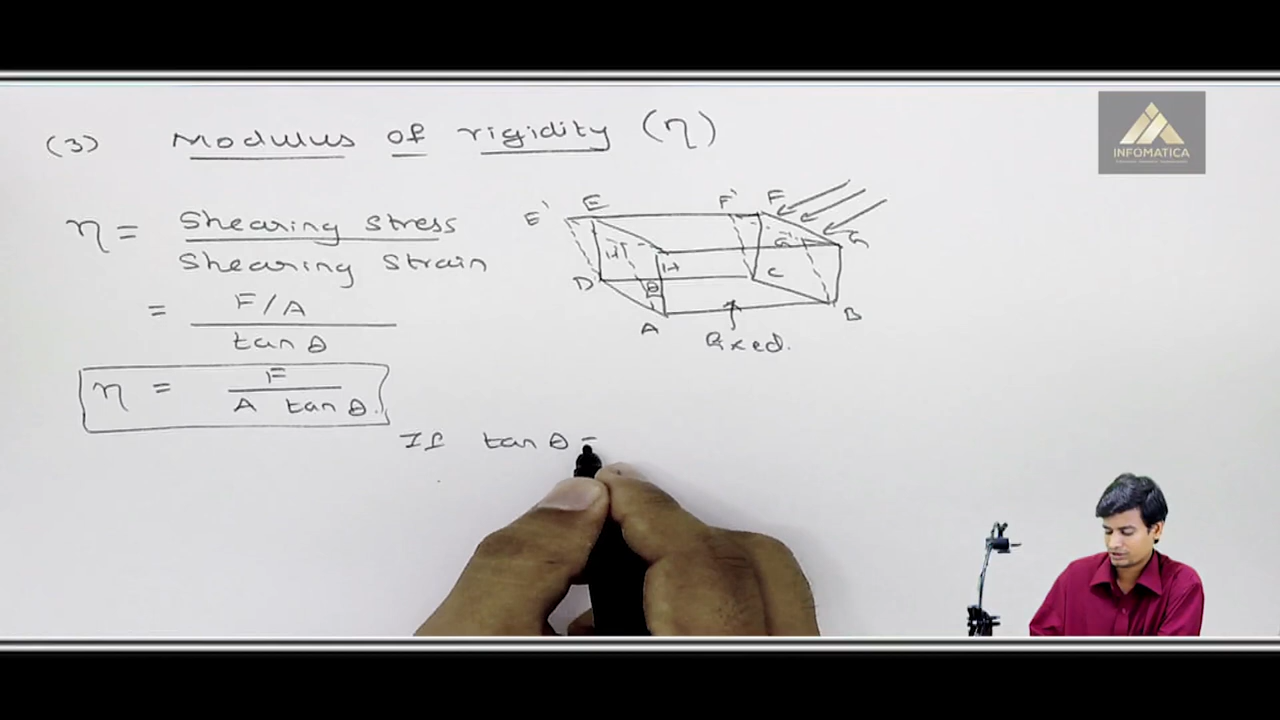 (3) Modulus of rigidity (η)
INFOMATICA
η = Shearing stress
Shearing strain
= F/A
tan θ
η = F
A tan θ.
If tan θ =
E' E F' F
H' H G' G
D θ C
A B
fixed.